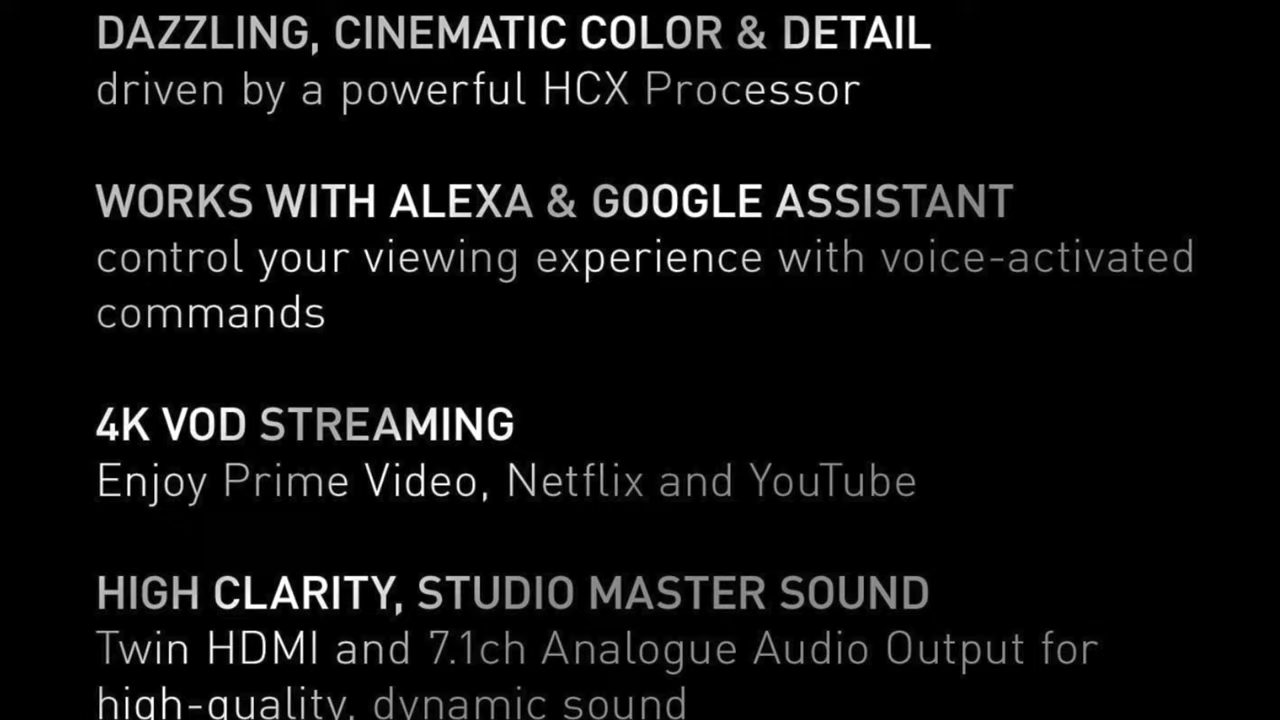 DAZZLING, CINEMATIC COLOR & DETAIL
driven by a powerful HCX Processor
WORKS WITH ALEXA & GOOGLE ASSISTANT
control your viewing experience with voice-activated
commands
4K VOD STREAMING
Enjoy Prime Video, Netflix and YouTube
HIGH CLARITY, STUDIO MASTER SOUND
Twin HDMI and 7.1ch Analogue Audio Output for
high-quality, dynamic sound